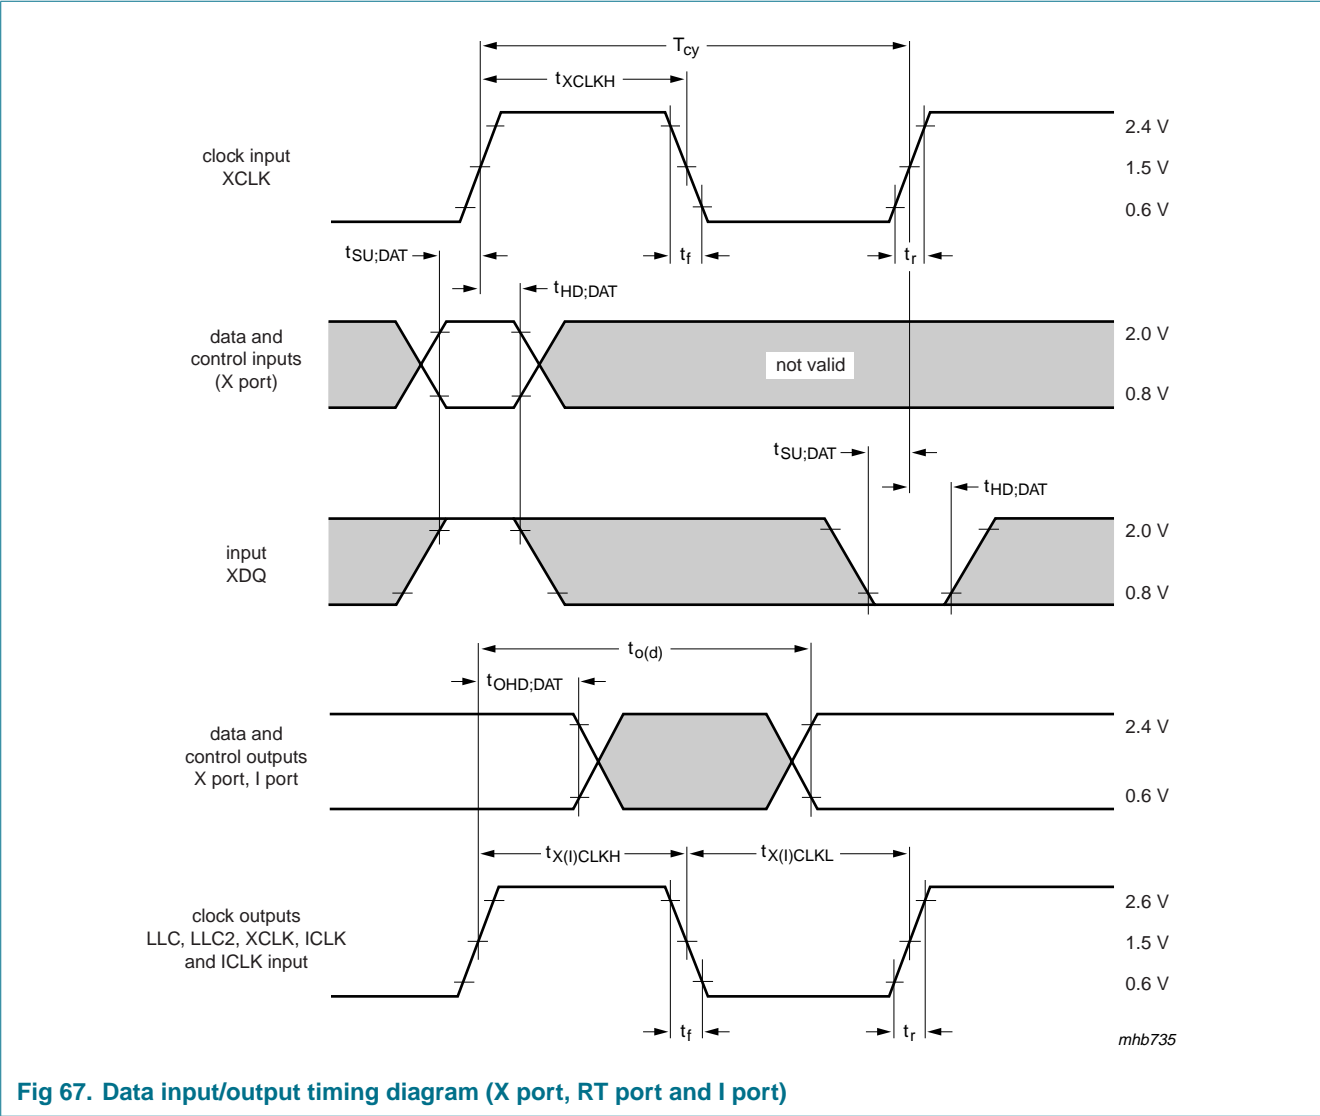 Tcy
tXCLKH
clock input
XCLK
2.4 V
1.5 V
0.6 V
tSU;DAT
tf
tr
tHD;DAT
data and
control inputs
(X port)
not valid
2.0 V
0.8 V
tSU;DAT
tHD;DAT
input
XDQ
2.0 V
0.8 V
to(d)
tOHD;DAT
data and
control outputs
X port, I port
2.4 V
0.6 V
tX(I)CLKH
tX(I)CLKL
clock outputs
LLC, LLC2, XCLK, ICLK
and ICLK input
2.6 V
1.5 V
0.6 V
tf
tr
mhb735
Fig 67. Data input/output timing diagram (X port, RT port and I port)